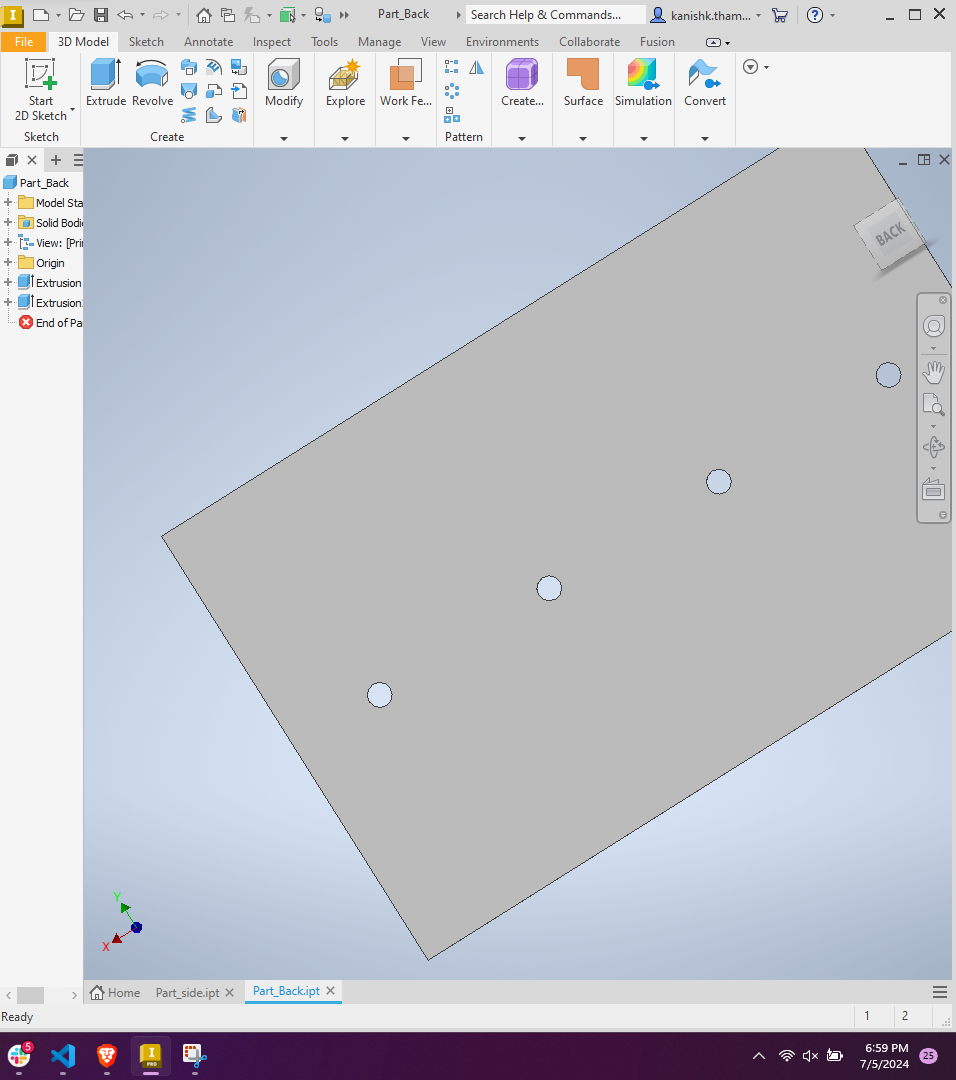 Part_Back
Search Help & Commands...
kanishk.tham...
File
3D Model
Sketch
Annotate
Inspect
Tools
Manage
View
Environments
Collaborate
Fusion
Start
2D Sketch
Extrude
Revolve
Modify
Explore
Work Fe...
Create...
Surface
Simulation
Convert
Sketch
Create
Pattern
Part_Back
Model Sta
Solid Bodi
View: [Pri
Origin
Extrusion
Extrusion
End of Pa
BACK
Y
X
Home
Part_side.ipt
Part_Back.ipt
Ready
1
2
5
I
PRO
6:59 PM
7/5/2024
25